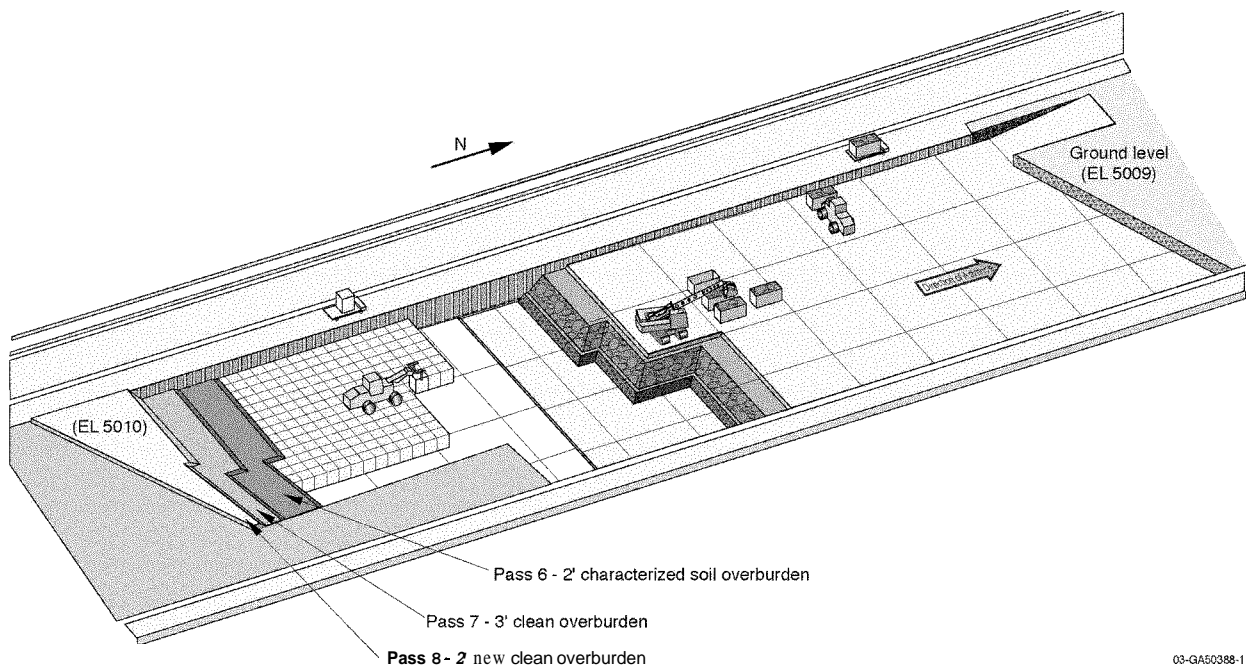 N
Ground level
(EL 5009)
(EL 5010)
Pass 6 - 2' characterized soil overburden
Pass 7 - 3' clean overburden
Pass 8 - 2 new clean overburden
03-GA50388-1